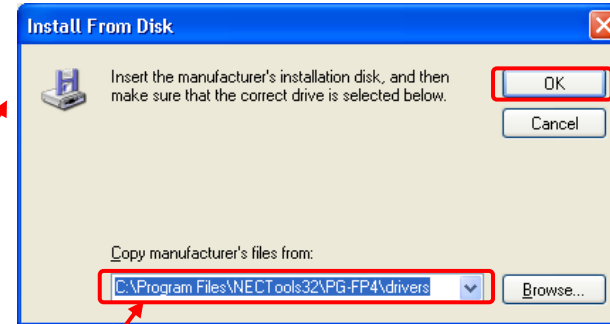 Install From Disk
Insert the manufacturer's installation disk, and then
make sure that the correct drive is selected below.
OK
Cancel
Copy manufacturer's files from:
C:\Program Files\NECTools32\PG-FP4\drivers
Browse...